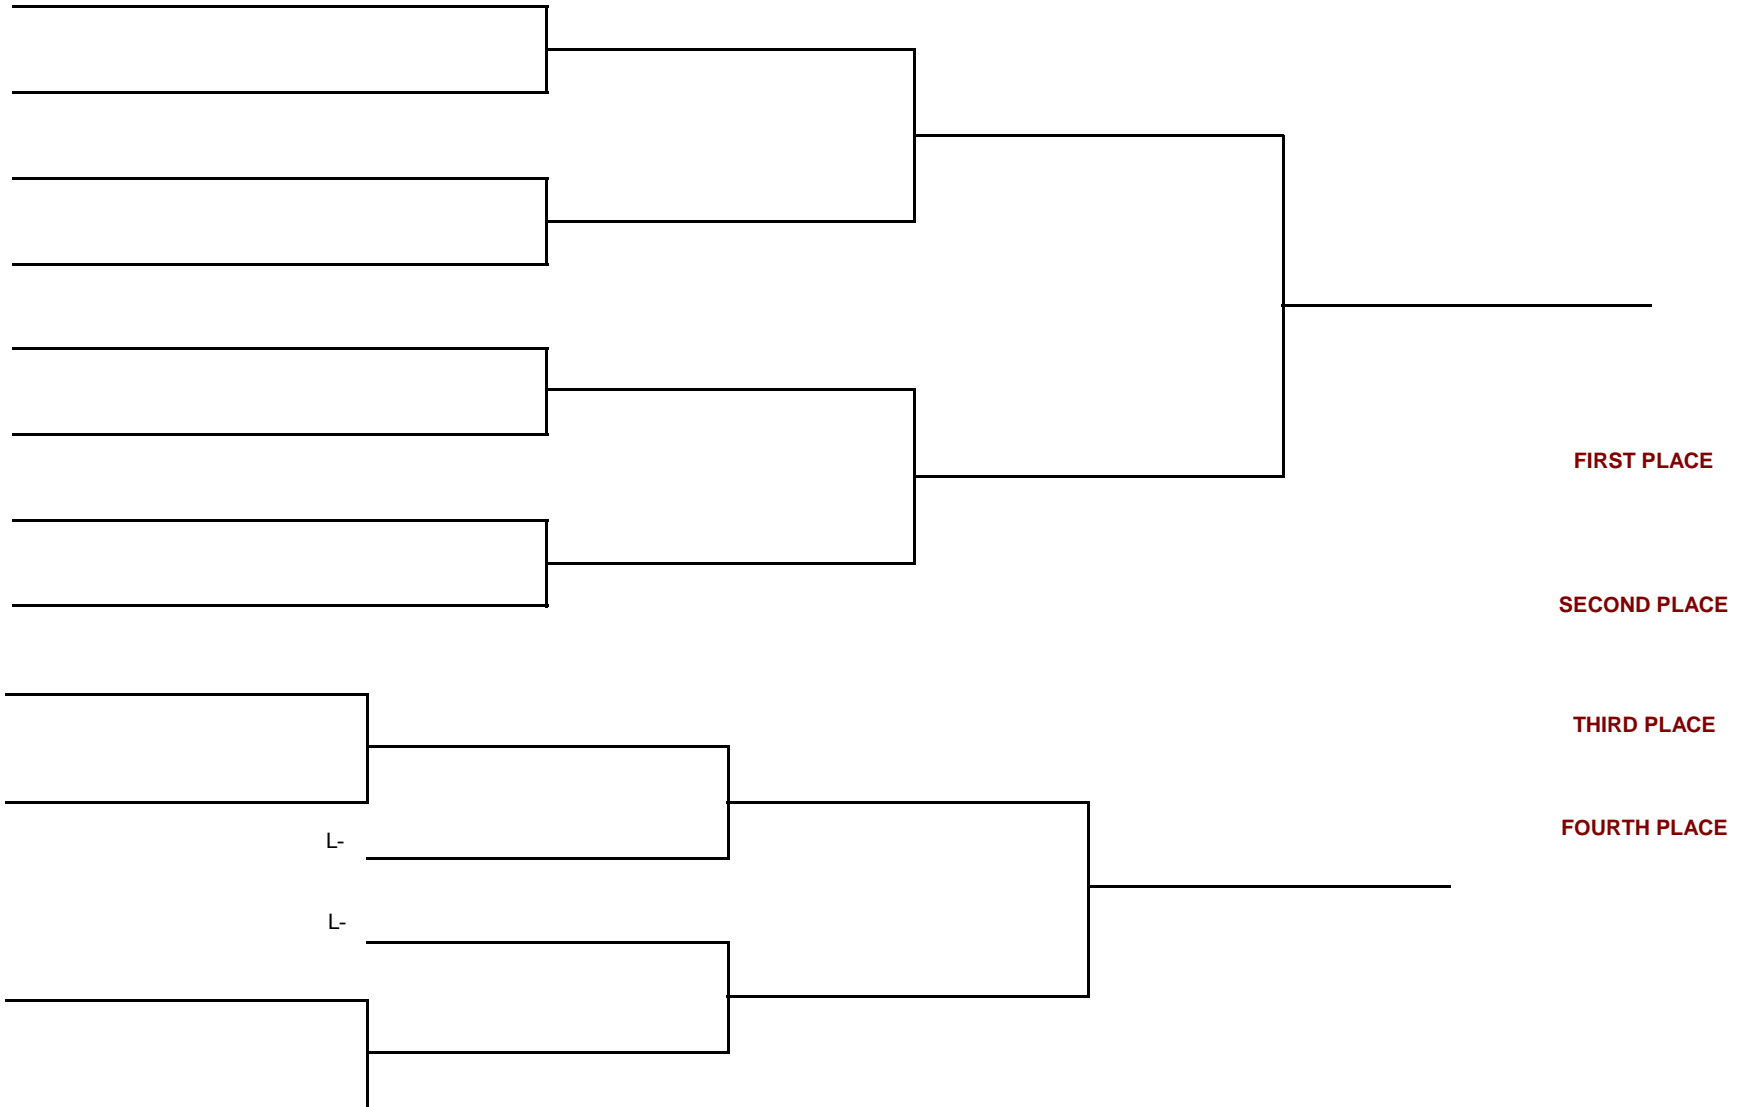 FIRST PLACE
SECOND PLACE
THIRD PLACE
FOURTH PLACE
L-
L-